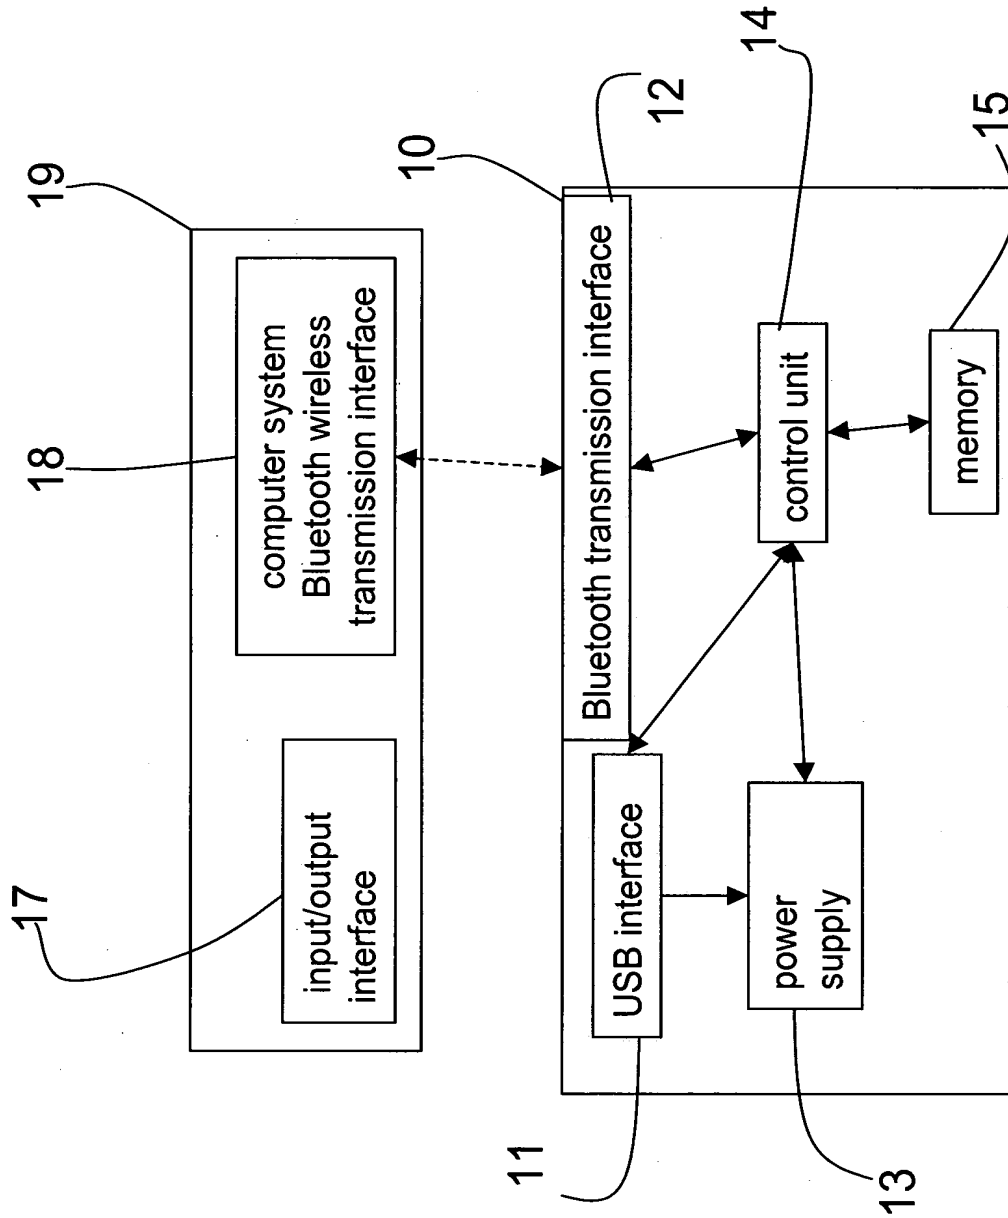 19
18
17
computer system
Bluetooth wireless
transmission interface
input/output
interface
10
12
14
15
11
13
Bluetooth transmission interface
USB interface
control unit
power
supply
memory